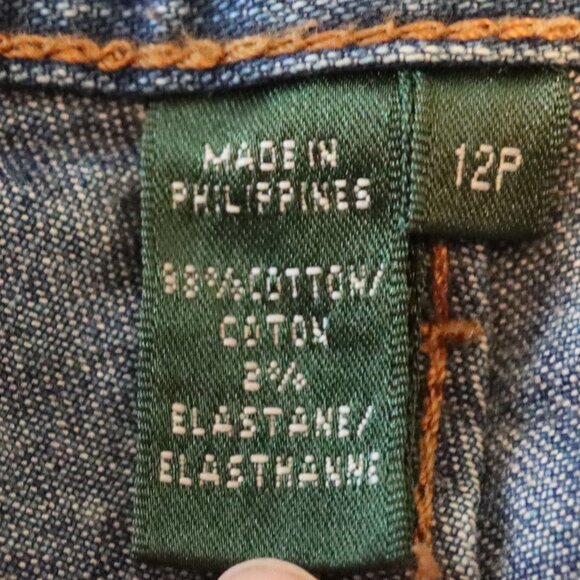 MADE IN
PHILIPPINES
98% COTTON/
COTON
2%
ELASTANE/
ELASTHANNE
12P